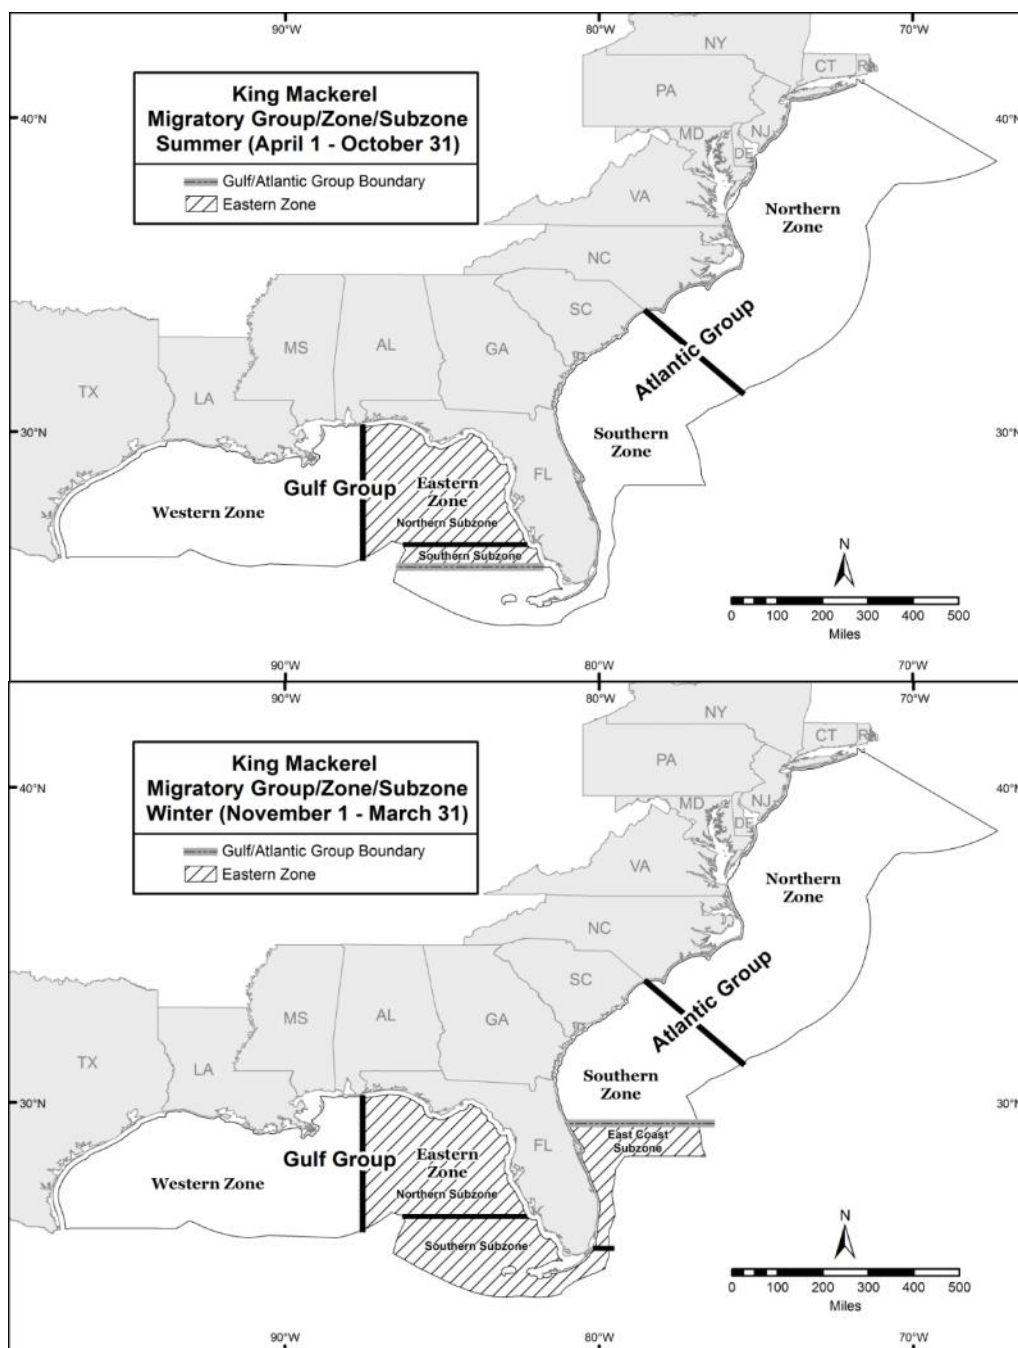 90°W
80°W
70°W
King Mackerel
Migratory Group/Zone/Subzone
Summer (April 1 - October 31)
Gulf/Atlantic Group Boundary
Eastern Zone
NY
CT
RI
PA
40°N
40°N
MD
NJ
DE
VA
Northern
Zone
NC
SC
Atlantic Group
MS
AL
GA
TX
LA
30°N
30°N
Southern
Zone
FL
Gulf Group
Eastern
Zone
Western Zone
Northern Subzone
Southern Subzone
N
0 100 200 300 400 500
Miles
90°W
80°W
70°W
King Mackerel
Migratory Group/Zone/Subzone
Winter (November 1 - March 31)
Gulf/Atlantic Group Boundary
Eastern Zone
NY
CT
RI
PA
40°N
40°N
MD
NJ
DE
VA
Northern
Zone
NC
SC
Atlantic Group
MS
AL
GA
TX
LA
Southern
Zone
30°N
30°N
East Coast
Subzone
FL
Gulf Group
Eastern
Zone
Western Zone
Northern Subzone
Southern Subzone
N
0 100 200 300 400 500
Miles
90°W
80°W
70°W